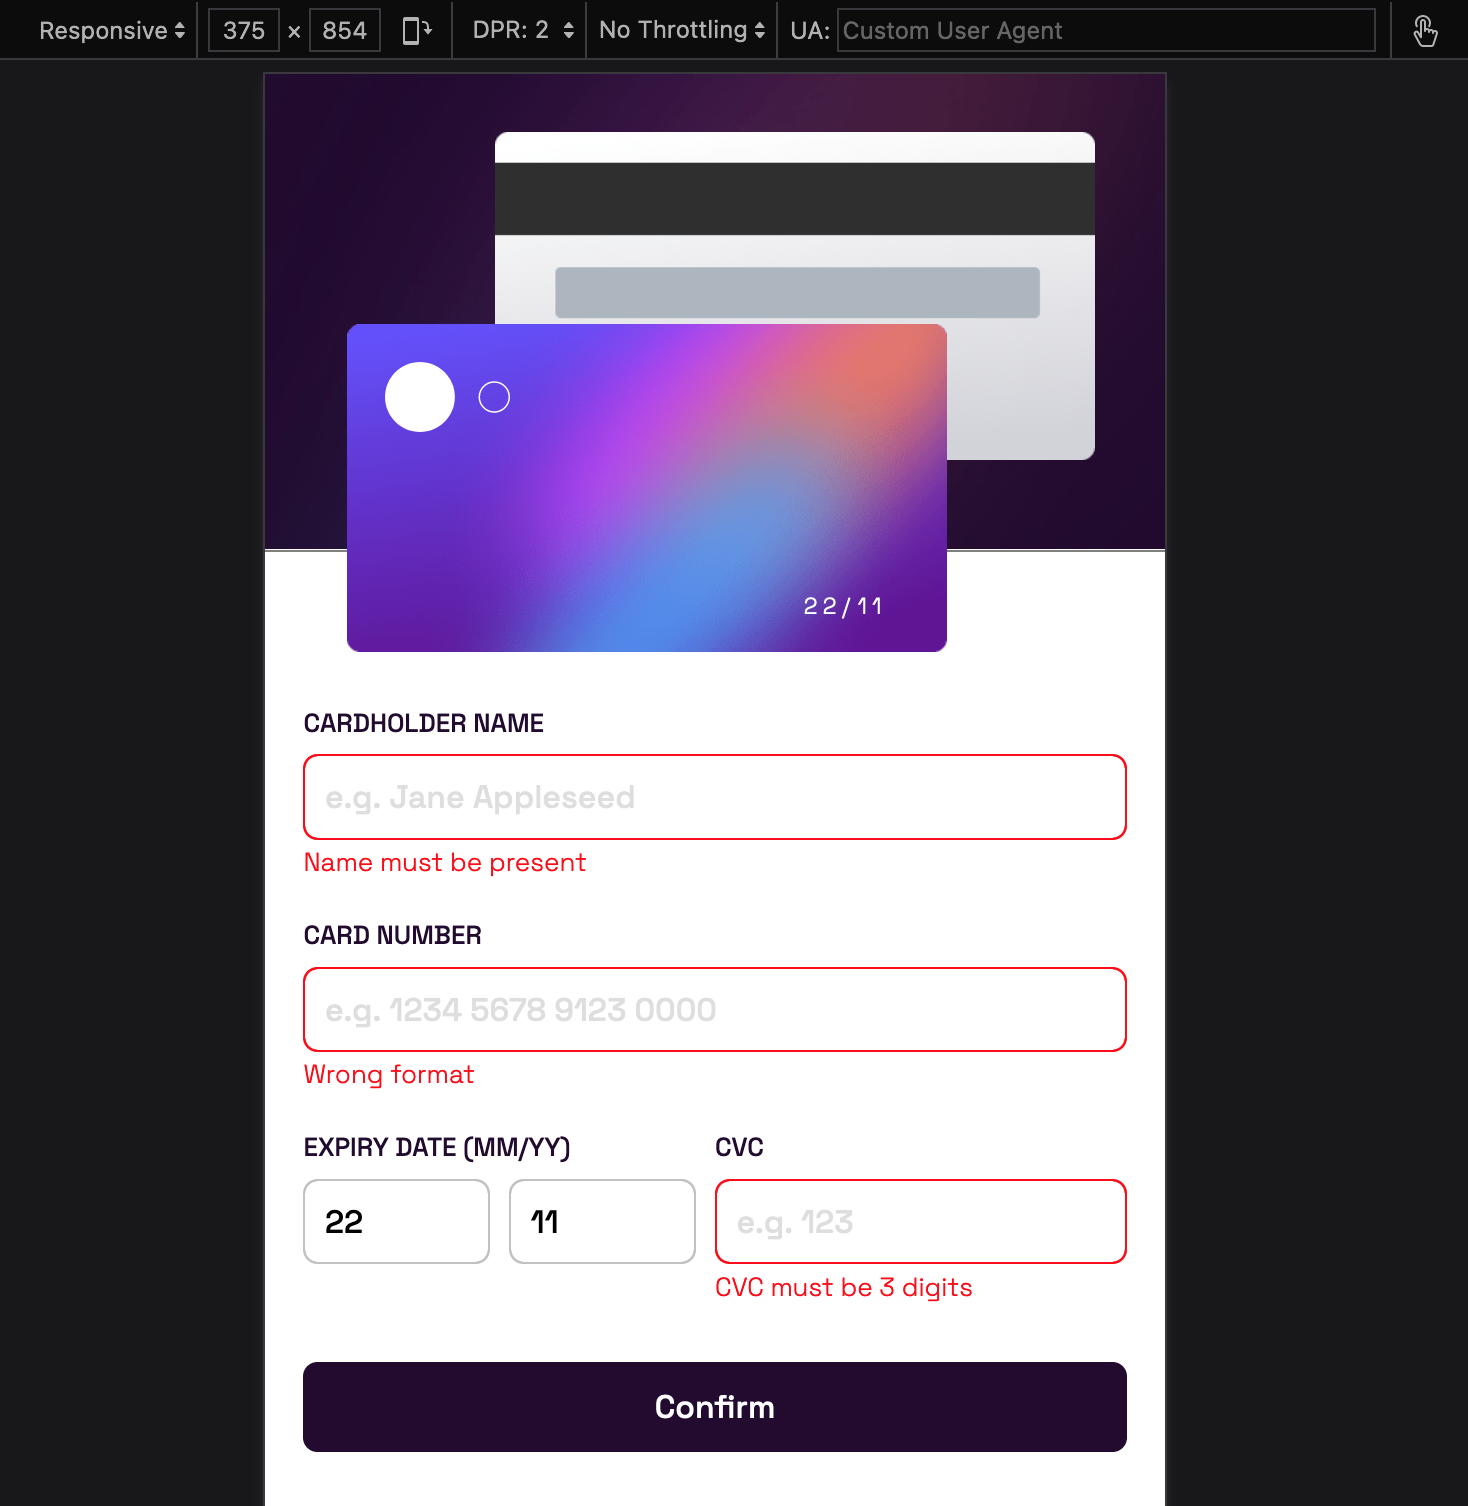 Responsive 375 × 854 DPR: 2 No Throttling UA: Custom User Agent
22/11
CARDHOLDER NAME
e.g. Jane Appleseed
Name must be present
CARD NUMBER
e.g. 1234 5678 9123 0000
Wrong format
EXPIRY DATE (MM/YY) CVC
22 11 e.g. 123
CVC must be 3 digits
Confirm